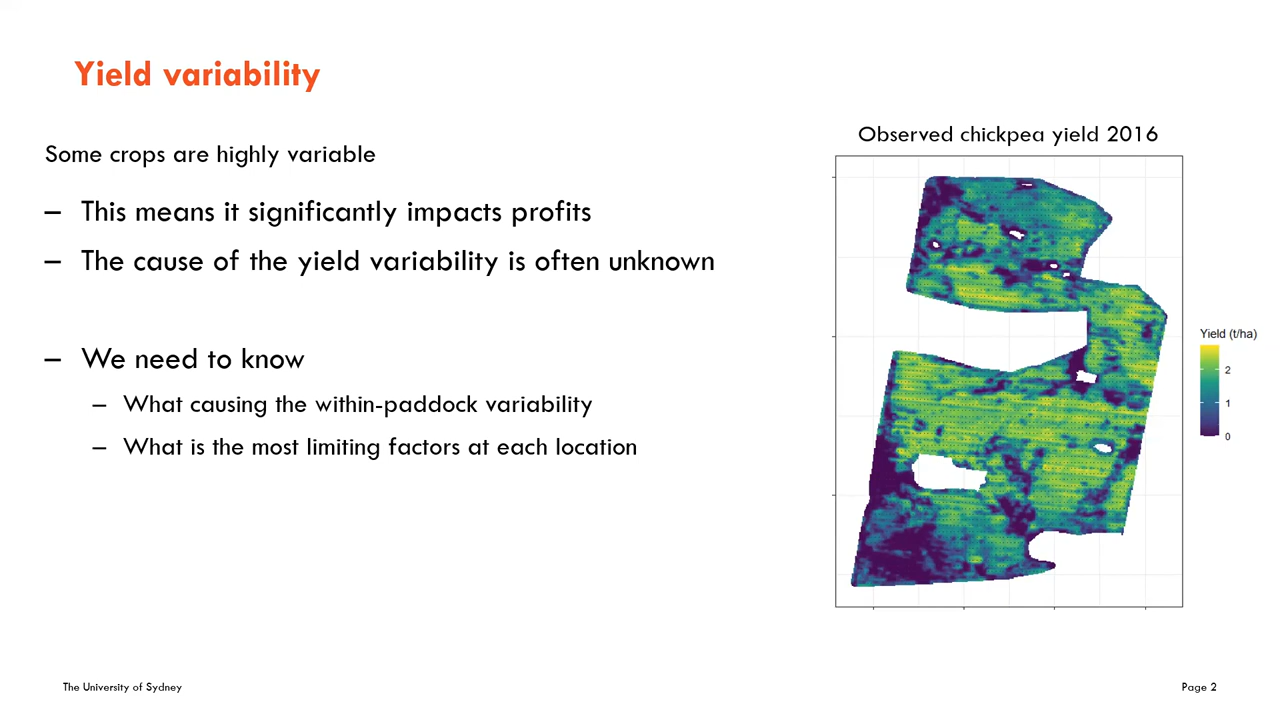 Yield variability
Some crops are highly variable
– This means it significantly impacts profits
– The cause of the yield variability is often unknown
– We need to know
– What causing the within-paddock variability
– What is the most limiting factors at each location
Observed chickpea yield 2016
Yield (t/ha)
2
1
0
The University of Sydney
Page 2